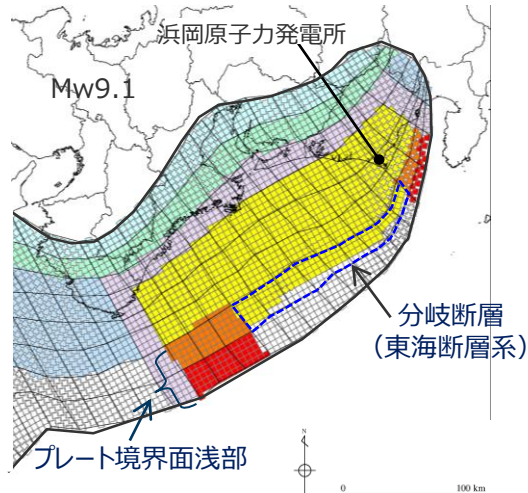 浜岡原子力発電所
Mw9.1
分岐断層
（東海断層系）
プレート境界面浅部
N
0 100 km